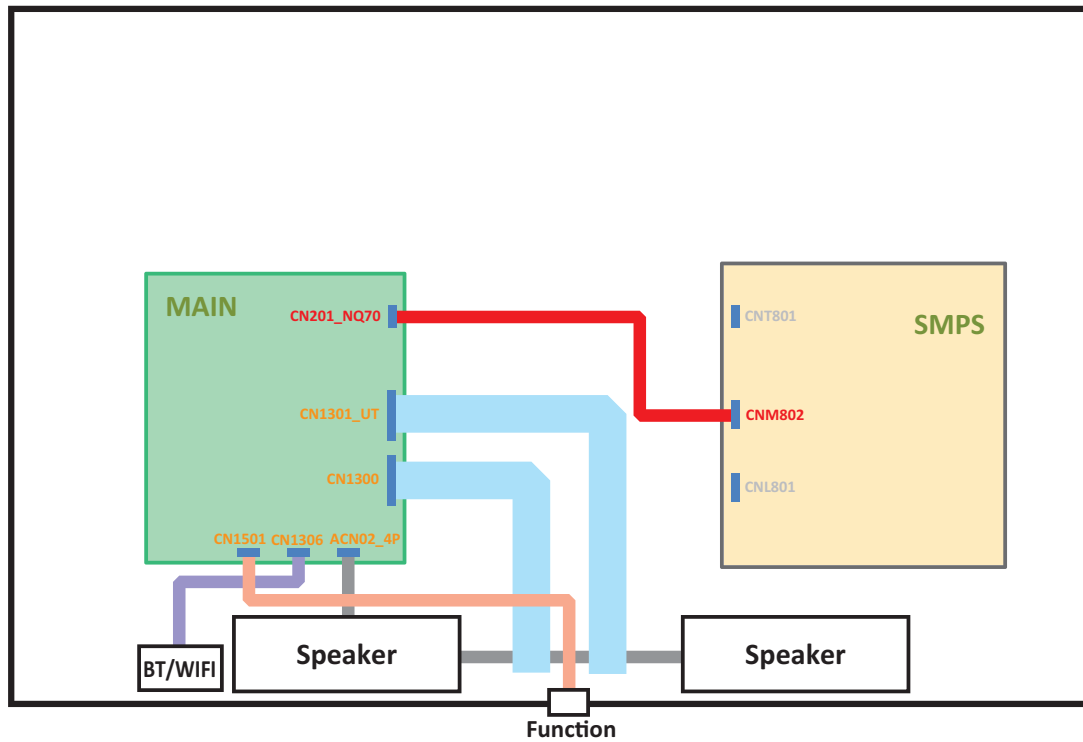 MAIN
SMPS
CN201_NQ70
CNT801
CN1301_UT
CNM802
CN1300
CNL801
CN1501
CN1306
ACN02_4P
BT/WIFI
Speaker
Speaker
Function